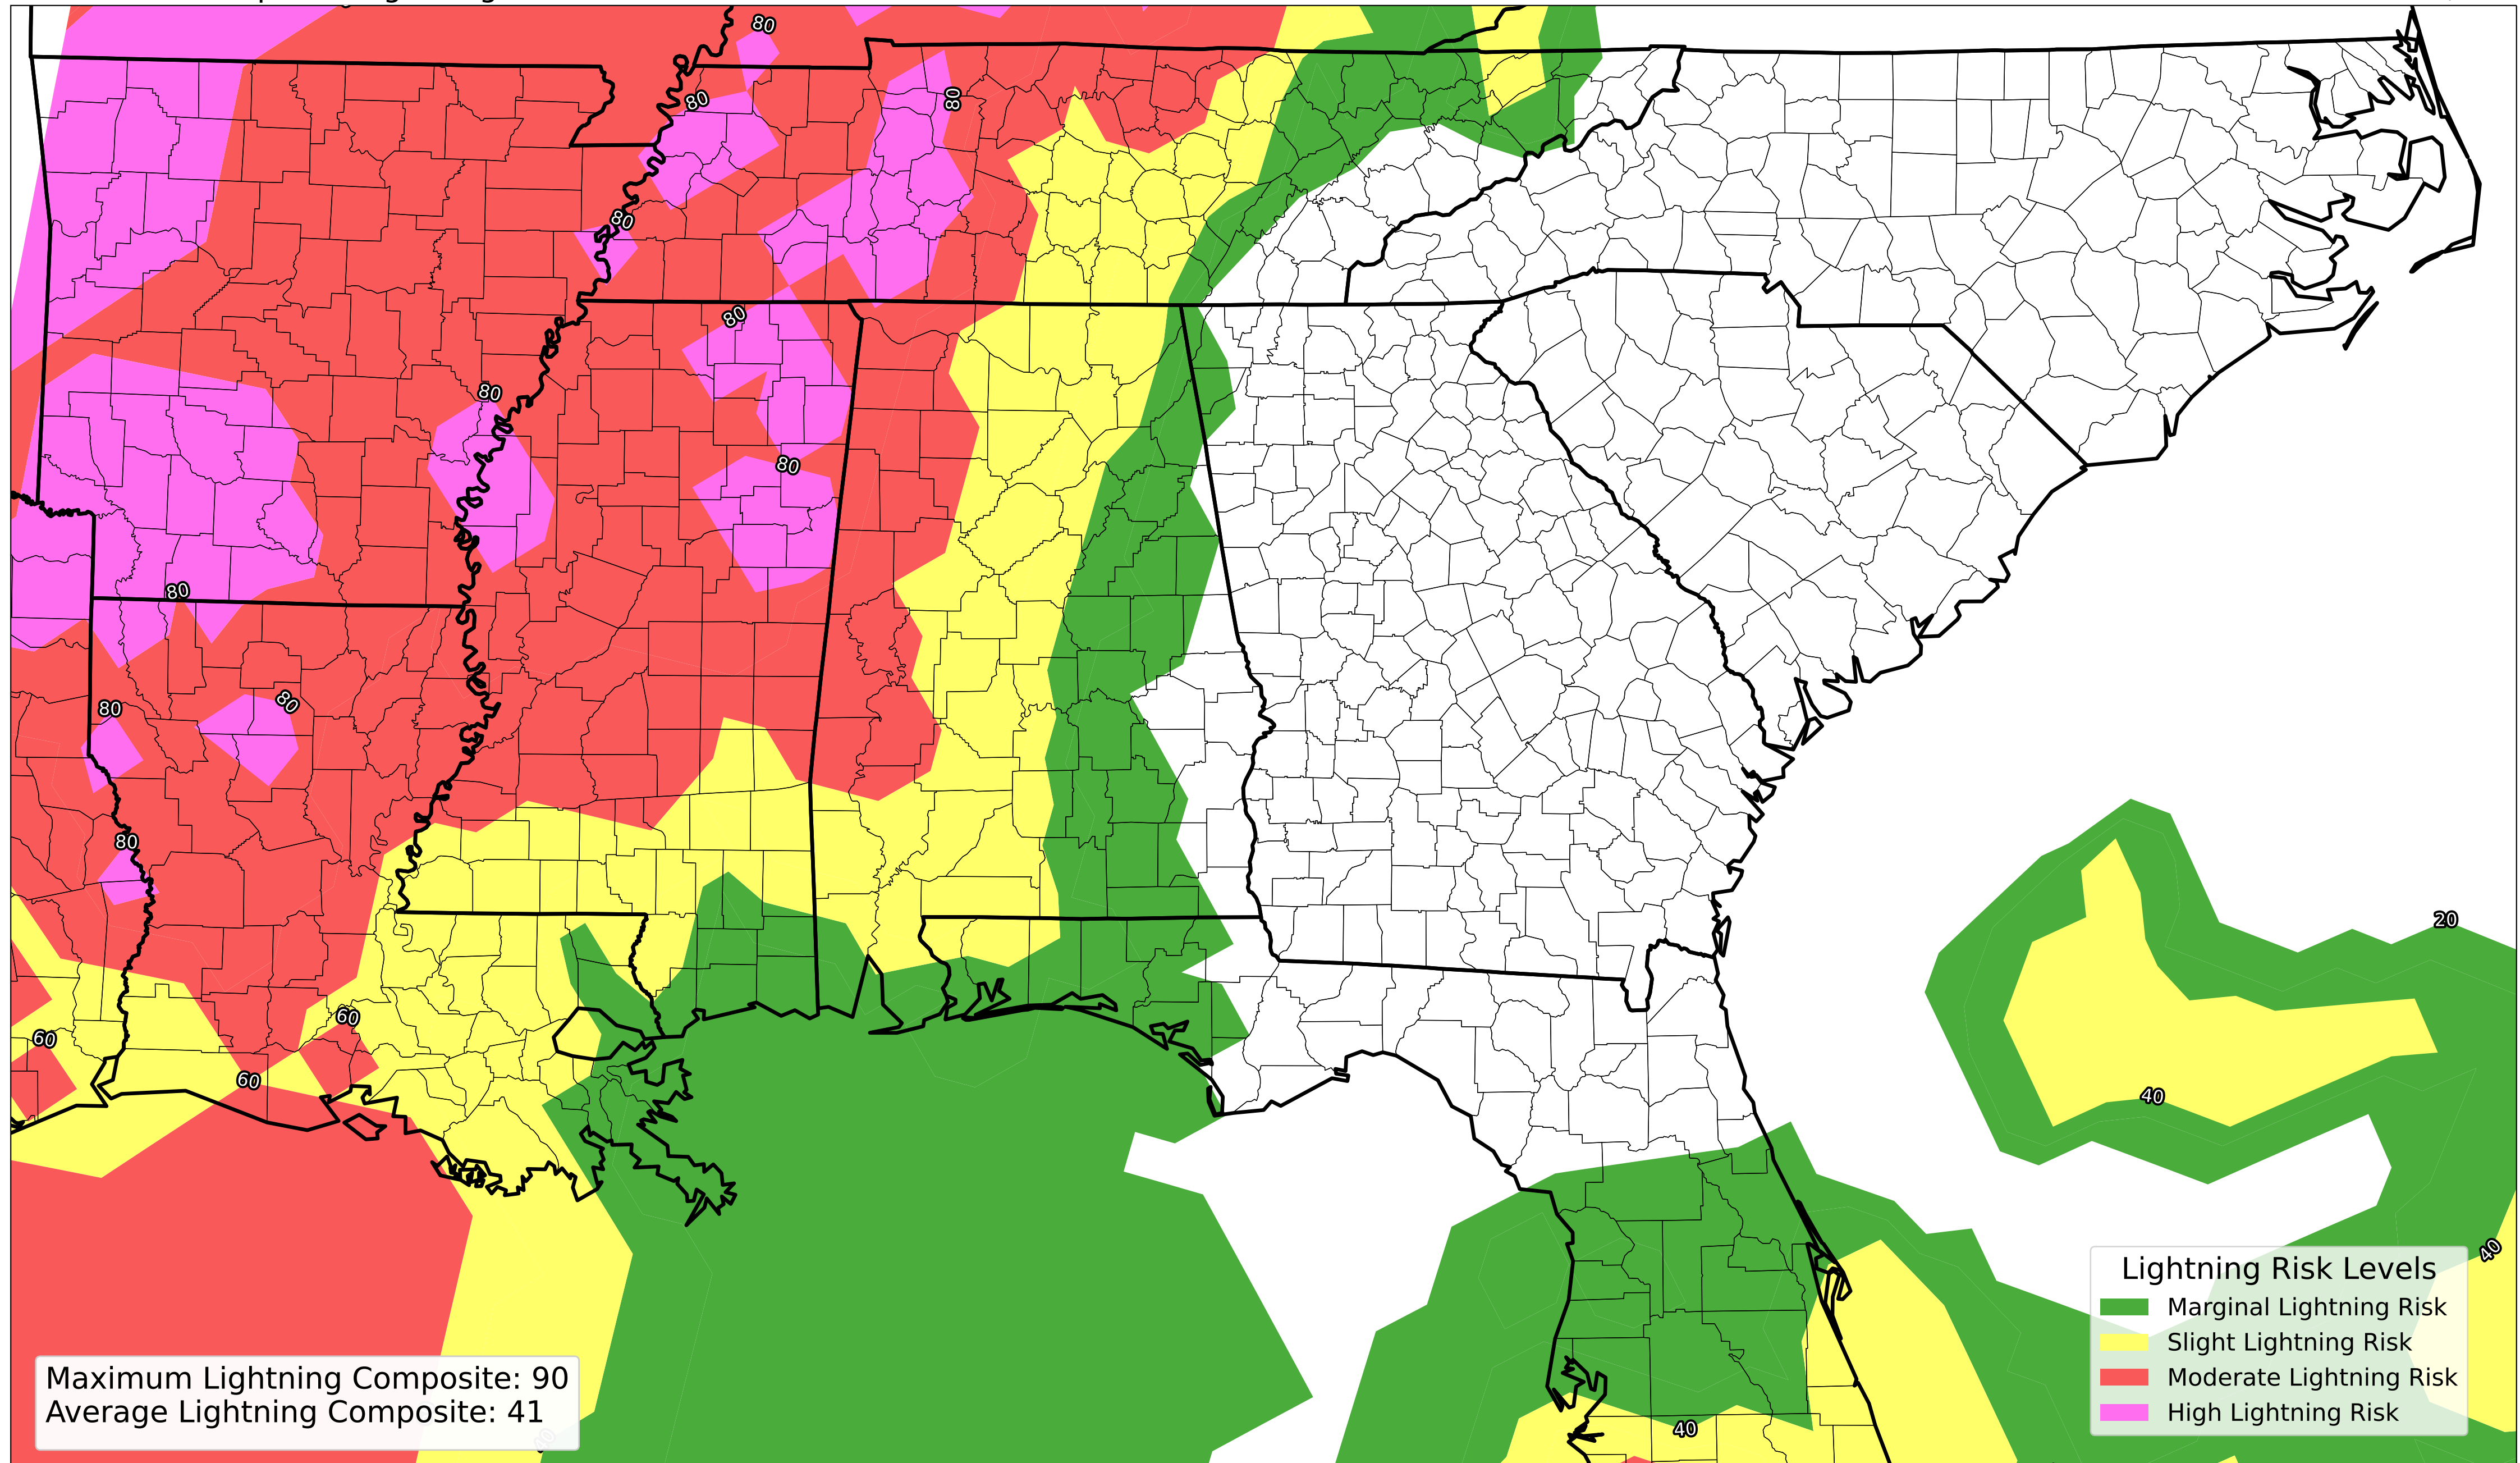 80
80
80
80
80
80
80
80
80
80
80
20
60
60
60
40
40
40
Lightning Risk Levels
Marginal Lightning Risk
Slight Lightning Risk
Moderate Lightning Risk
High Lightning Risk
Maximum Lightning Composite: 90
Average Lightning Composite: 41